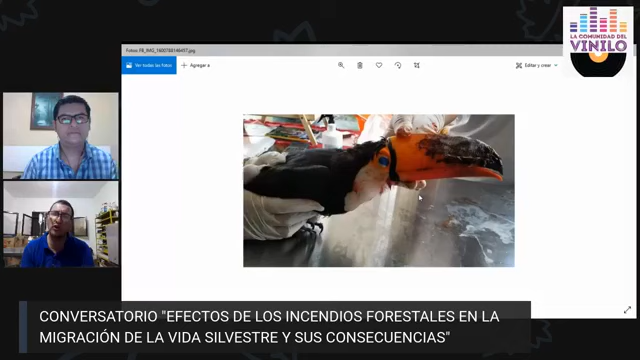 Fotos: FB_IMG_1600788146457.jpg
Ver todas las fotos
Agregar a
Editar y crear
LA COMUNIDAD DEL
VINILO
CONVERSATORIO "EFECTOS DE LOS INCENDIOS FORESTALES EN LA
MIGRACIÓN DE LA VIDA SILVESTRE Y SUS CONSECUENCIAS"